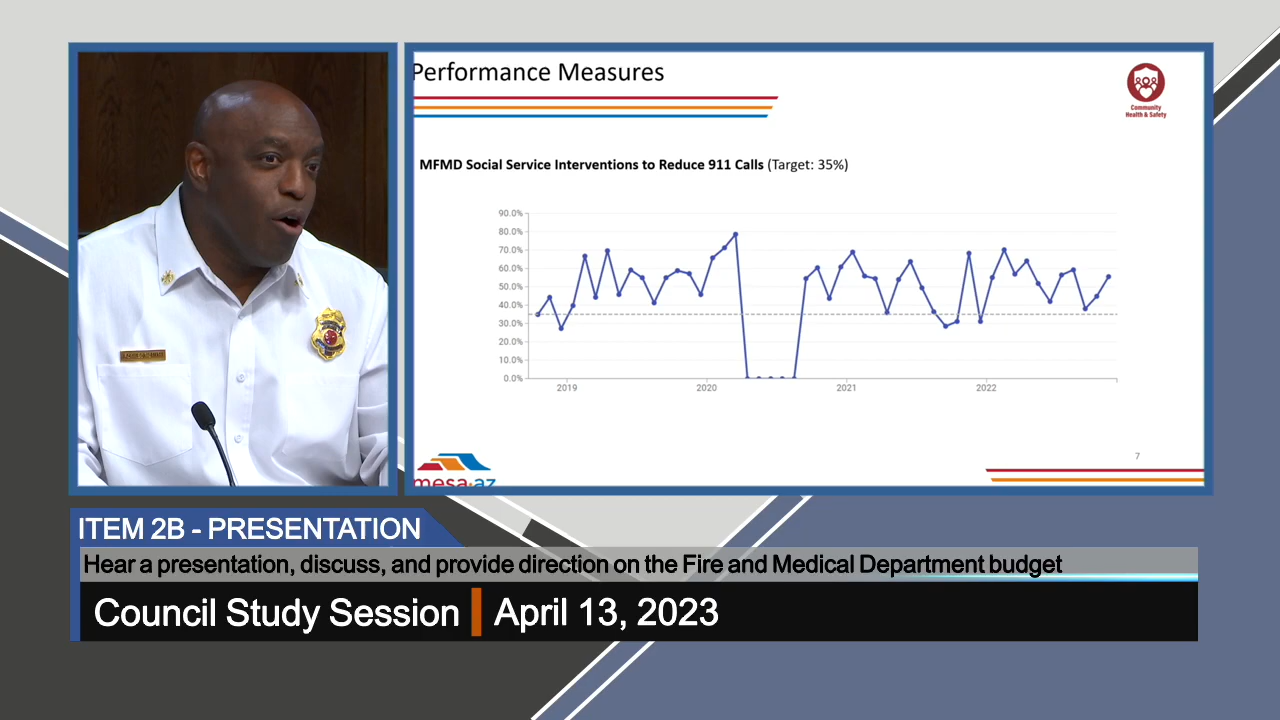 Performance Measures
Community
Health & Safety
MFMD Social Service Interventions to Reduce 911 Calls (Target: 35%)
90.0%
80.0%
70.0%
60.0%
50.0%
40.0%
30.0%
20.0%
10.0%
0.0%
2019
2020
2021
2022
7
mesa·az
ITEM 2B - PRESENTATION
Hear a presentation, discuss, and provide direction on the Fire and Medical Department budget
Council Study Session
April 13, 2023